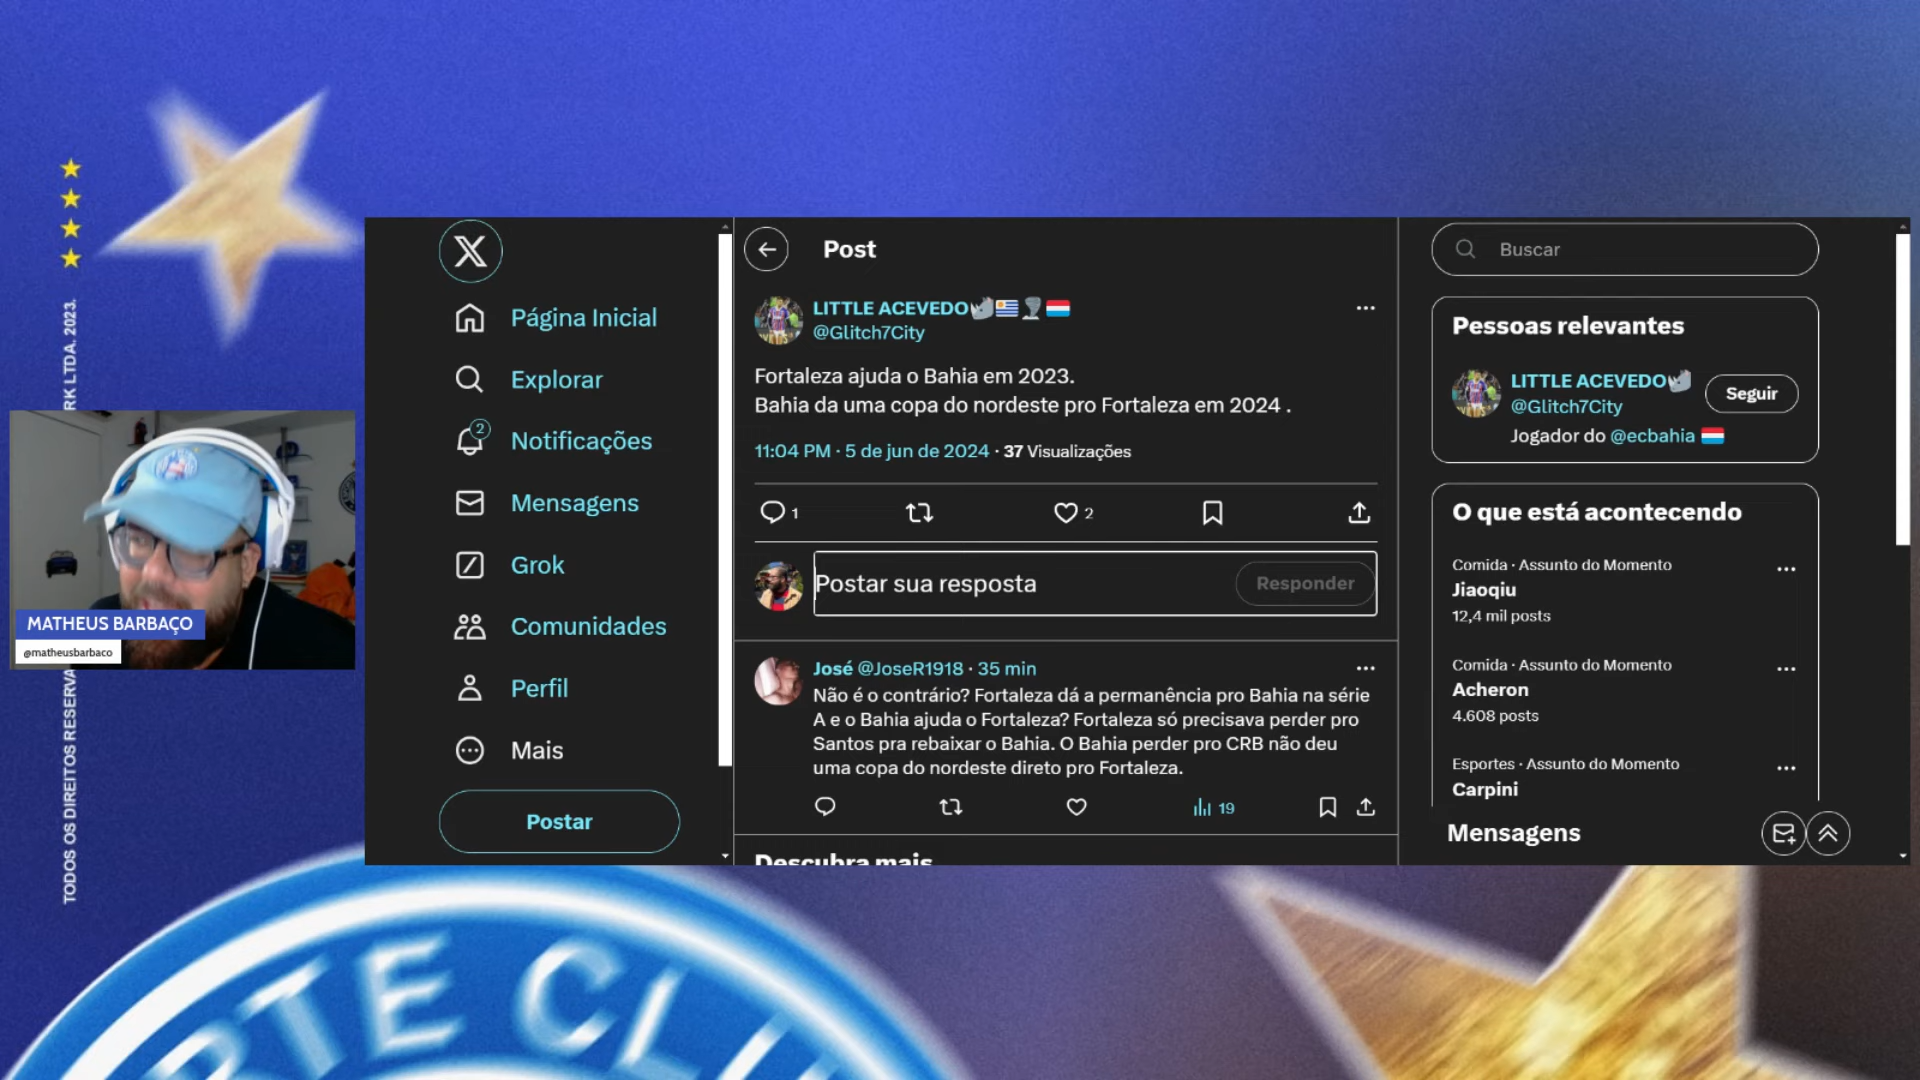 TODOS OS DIREITOS RESERVA
RK LTDA. 2023.
MATHEUS BARBAÇO
@matheusbarbaco
Página Inicial
Explorar
2
Notificações
Mensagens
Grok
Comunidades
Perfil
Mais
Postar
Post
LITTLE ACEVEDO
@Glitch7City
Fortaleza ajuda o Bahia em 2023.
Bahia da uma copa do nordeste pro Fortaleza em 2024 .
11:04 PM · 5 de jun de 2024 · 37 Visualizações
1
2
Postar sua resposta
Responder
José @JoseR1918 · 35 min
Não é o contrário? Fortaleza dá a permanência pro Bahia na série
A e o Bahia ajuda o Fortaleza? Fortaleza só precisava perder pro
Santos pra rebaixar o Bahia. O Bahia perder pro CRB não deu
uma copa do nordeste direto pro Fortaleza.
19
Descubra mais
Buscar
Pessoas relevantes
LITTLE ACEVEDO
@Glitch7City
Seguir
Jogador do @ecbahia
O que está acontecendo
Comida · Assunto do Momento
Jiaoqiu
12,4 mil posts
Comida · Assunto do Momento
Acheron
4.608 posts
Esportes · Assunto do Momento
Carpini
Mensagens
RTE CLU